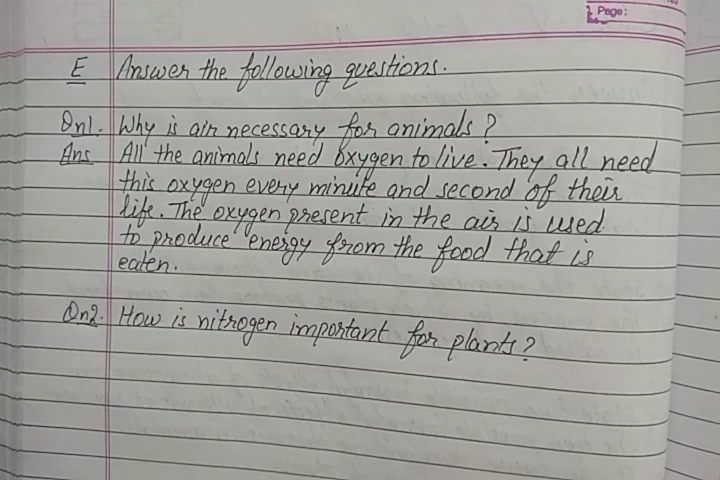 Page:
E Answer the following questions.
Qn1. Why is air necessary for animals?
Ans All the animals need oxygen to live. They all need
this oxygen every minute and second of their
life. The oxygen present in the air is used
to produce energy from the food that is
eaten.
Qn2. How is nitrogen important for plants?